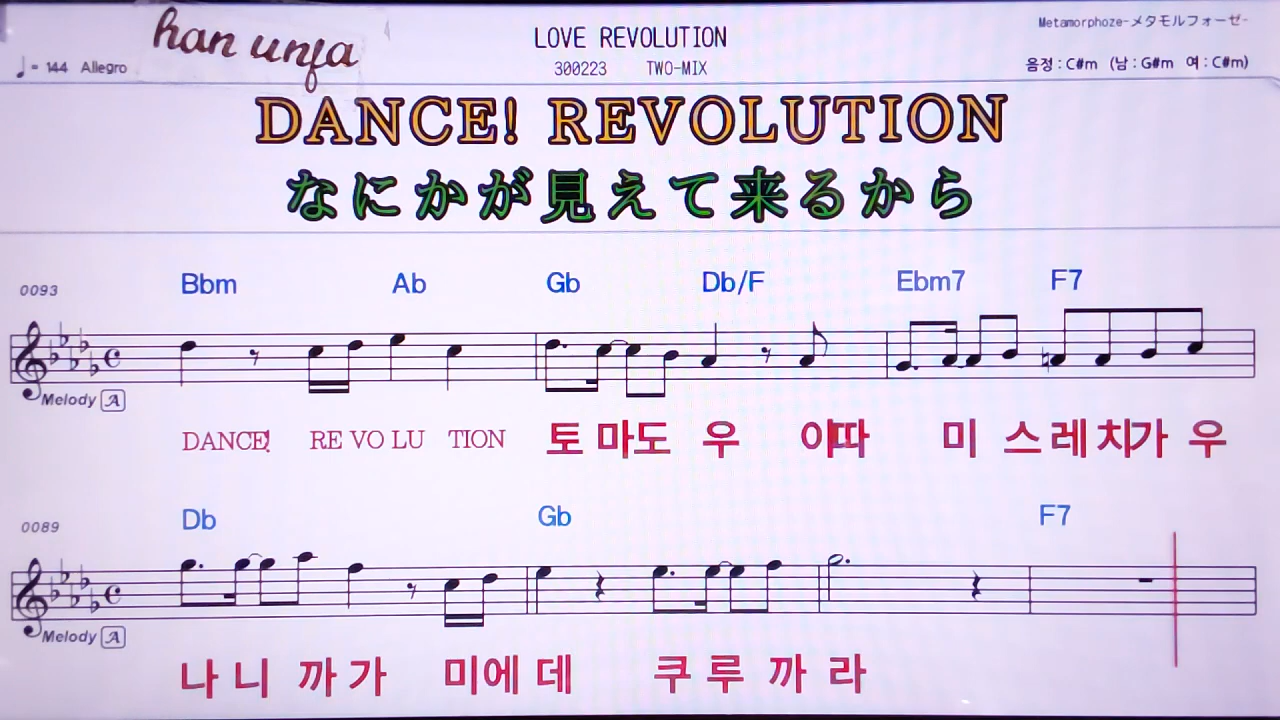 han unja
LOVE REVOLUTION
Metamorphoze-メタモルフォーゼ-
♩= 144 Allegro
300223 TWO-MIX
음정 : C#m (남 : G#m 여 : C#m)
DANCE! REVOLUTION
なにかが見えて来るから
0093 Bbm Ab Gb Db/F Ebm7 F7
Melody A
DANCE! RE VO LU TION 토 마도 우 이따 미 스 레 치가 우
0089 Db Gb F7
Melody A
나 니 까 가 미에 데 쿠 루 까 라